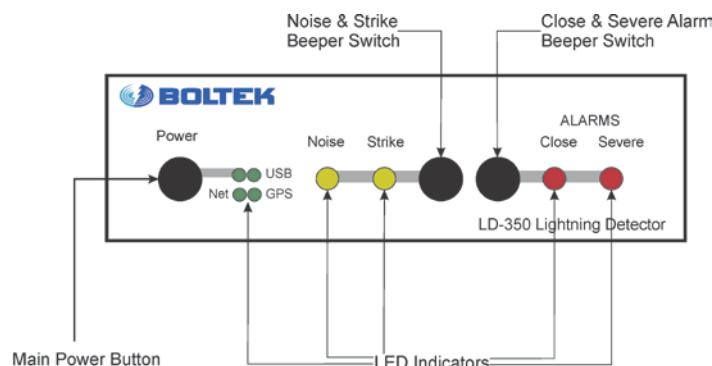 Noise & Strike
Beeper Switch
Close & Severe Alarm
Beeper Switch
BOLTEK
Power
Noise
Strike
ALARMS
Close
Severe
USB
Net
GPS
LD-350 Lightning Detector
Main Power Button
LED Indicators